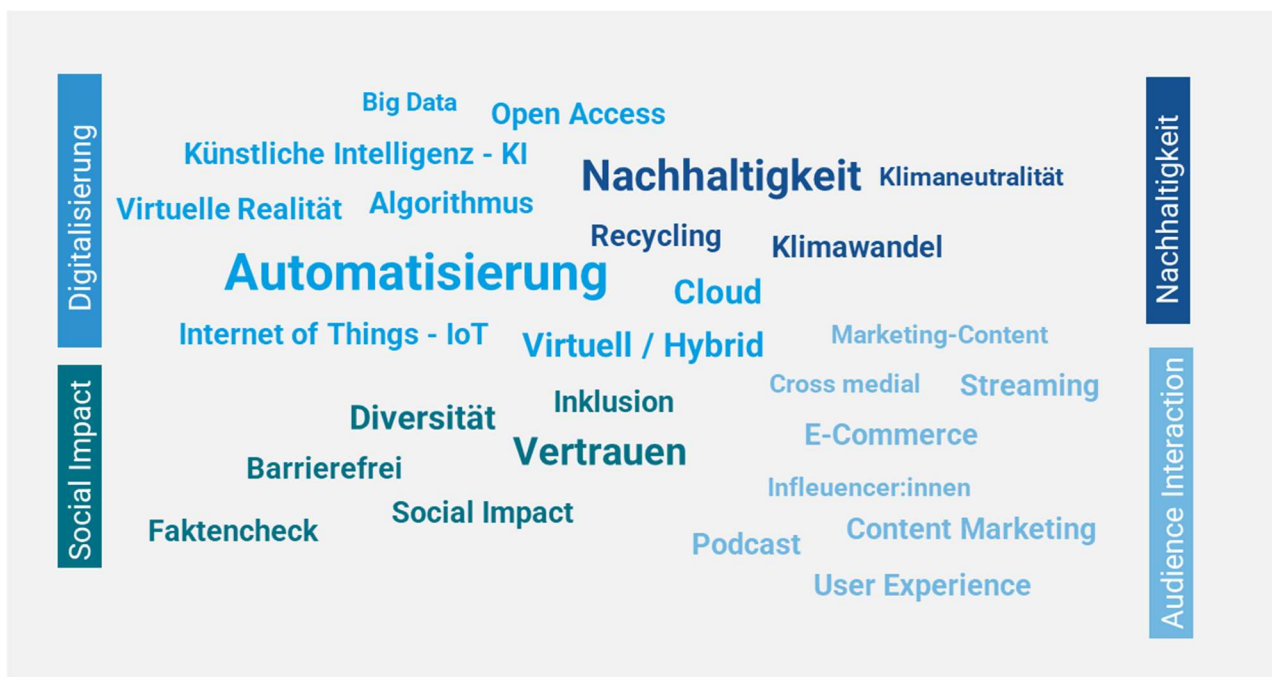 Digitalisierung
Big Data
Open Access
Künstliche Intelligenz - KI
Virtuelle Realität
Algorithmus
Automatisierung
Internet of Things - IoT
Cloud
Virtuell / Hybrid
Nachhaltigkeit
Nachhaltigkeit
Klimaneutralität
Recycling
Klimawandel
Social Impact
Inklusion
Diversität
Vertrauen
Barrierefrei
Social Impact
Faktencheck
Audience Interaction
Marketing-Content
Cross medial
Streaming
E-Commerce
Infleuencer:innen
Content Marketing
Podcast
User Experience